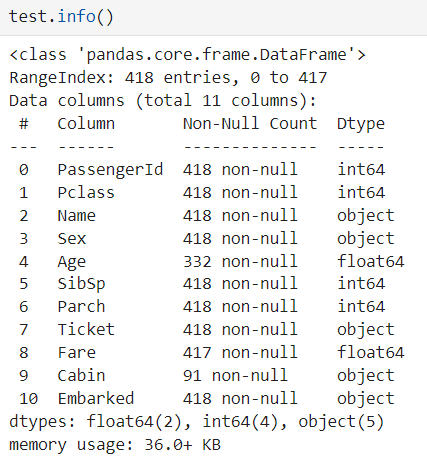 test.info()
<class 'pandas.core.frame.DataFrame'>
RangeIndex: 418 entries, 0 to 417
Data columns (total 11 columns):
 #   Column       Non-Null Count  Dtype
---  ------       --------------  -----
 0   PassengerId  418 non-null    int64
 1   Pclass       418 non-null    int64
 2   Name         418 non-null    object
 3   Sex          418 non-null    object
 4   Age          332 non-null    float64
 5   SibSp        418 non-null    int64
 6   Parch        418 non-null    int64
 7   Ticket       418 non-null    object
 8   Fare         417 non-null    float64
 9   Cabin        91 non-null     object
 10  Embarked     418 non-null    object
dtypes: float64(2), int64(4), object(5)
memory usage: 36.0+ KB